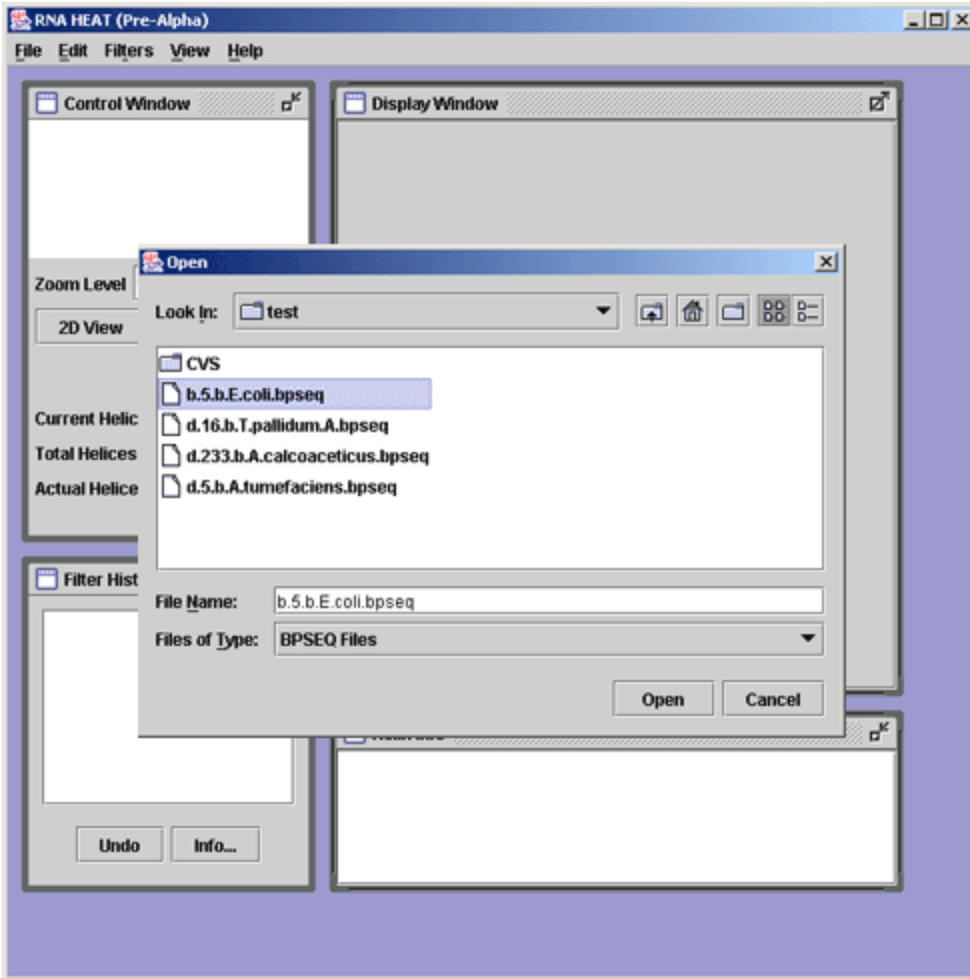 RNA HEAT (Pre-Alpha)
File Edit Filters View Help
Control Window
Display Window
Open
Zoom Level
Look In: test
2D View
CVS
b.5.b.E.coli.bpseq
Current Helic
d.16.b.T.pallidum.A.bpseq
Total Helices
d.233.b.A.calcoaceticus.bpseq
Actual Helice
d.5.b.A.tumefaciens.bpseq
Filter Hist
File Name: b.5.b.E.coli.bpseq
Files of Type: BPSEQ Files
Open Cancel
Undo Info...